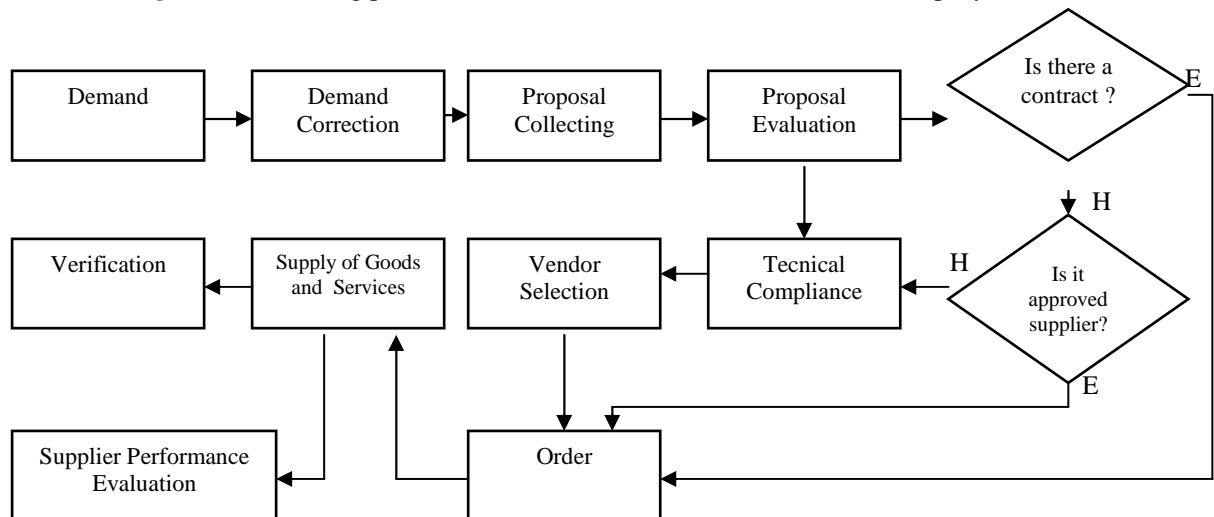 Demand
Demand
Correction
Proposal
Collecting
Proposal
Evaluation
Is there a
contract ?
E
H
Verification
Supply of Goods
and Services
Vendor
Selection
Tecnical
Compliance
H
Is it
approved
supplier?
E
Supplier Performance
Evaluation
Order